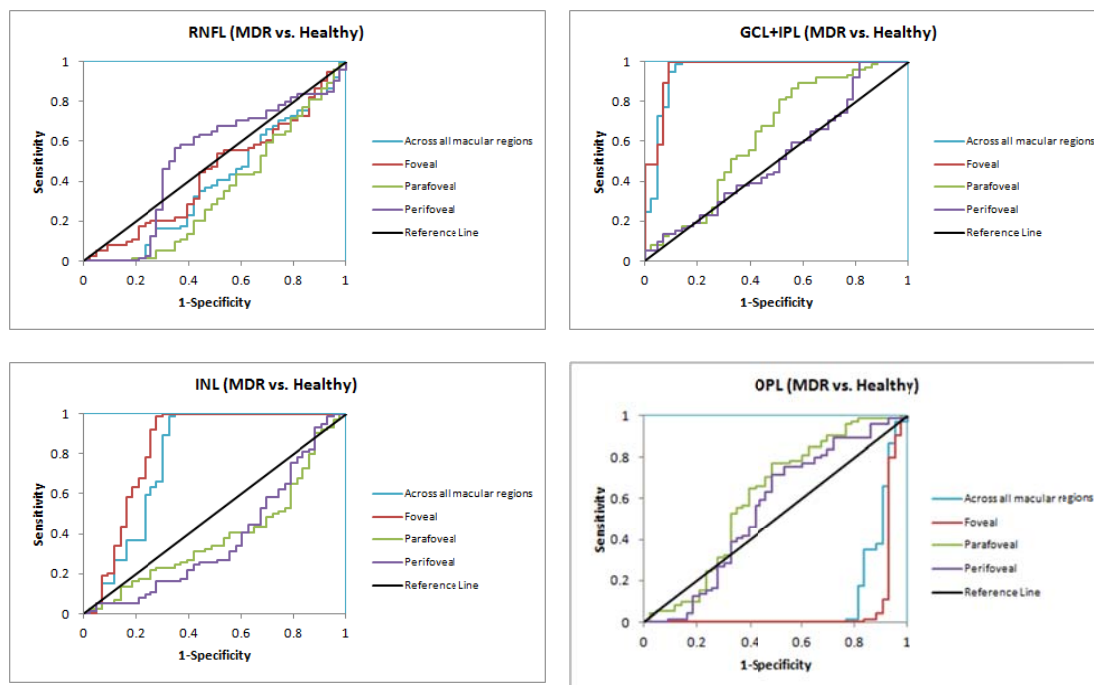 RNFL (MDR vs. Healthy)
1
0.8
0.6
0.4
0.2
0
Sensitivity
0 0.2 0.4 0.6 0.8 1
1-Specificity
Across all macular regions
Foveal
Parafoveal
Perifoveal
Reference Line
GCL+IPL (MDR vs. Healthy)
1
0.8
0.6
0.4
0.2
0
Sensitivity
0 0.2 0.4 0.6 0.8 1
1-Specificity
Across all macular regions
Foveal
Parafoveal
Perifoveal
Reference Line
INL (MDR vs. Healthy)
1
0.8
0.6
0.4
0.2
0
Sensitivity
0 0.2 0.4 0.6 0.8 1
1-Specificity
Across all macular regions
Foveal
Parafoveal
Perifoveal
Reference Line
OPL (MDR vs. Healthy)
1
0.8
0.6
0.4
0.2
0
Sensitivity
0 0.2 0.4 0.6 0.8 1
1-Specificity
Across all macular regions
Foveal
Parafoveal
Perifoveal
Reference Line